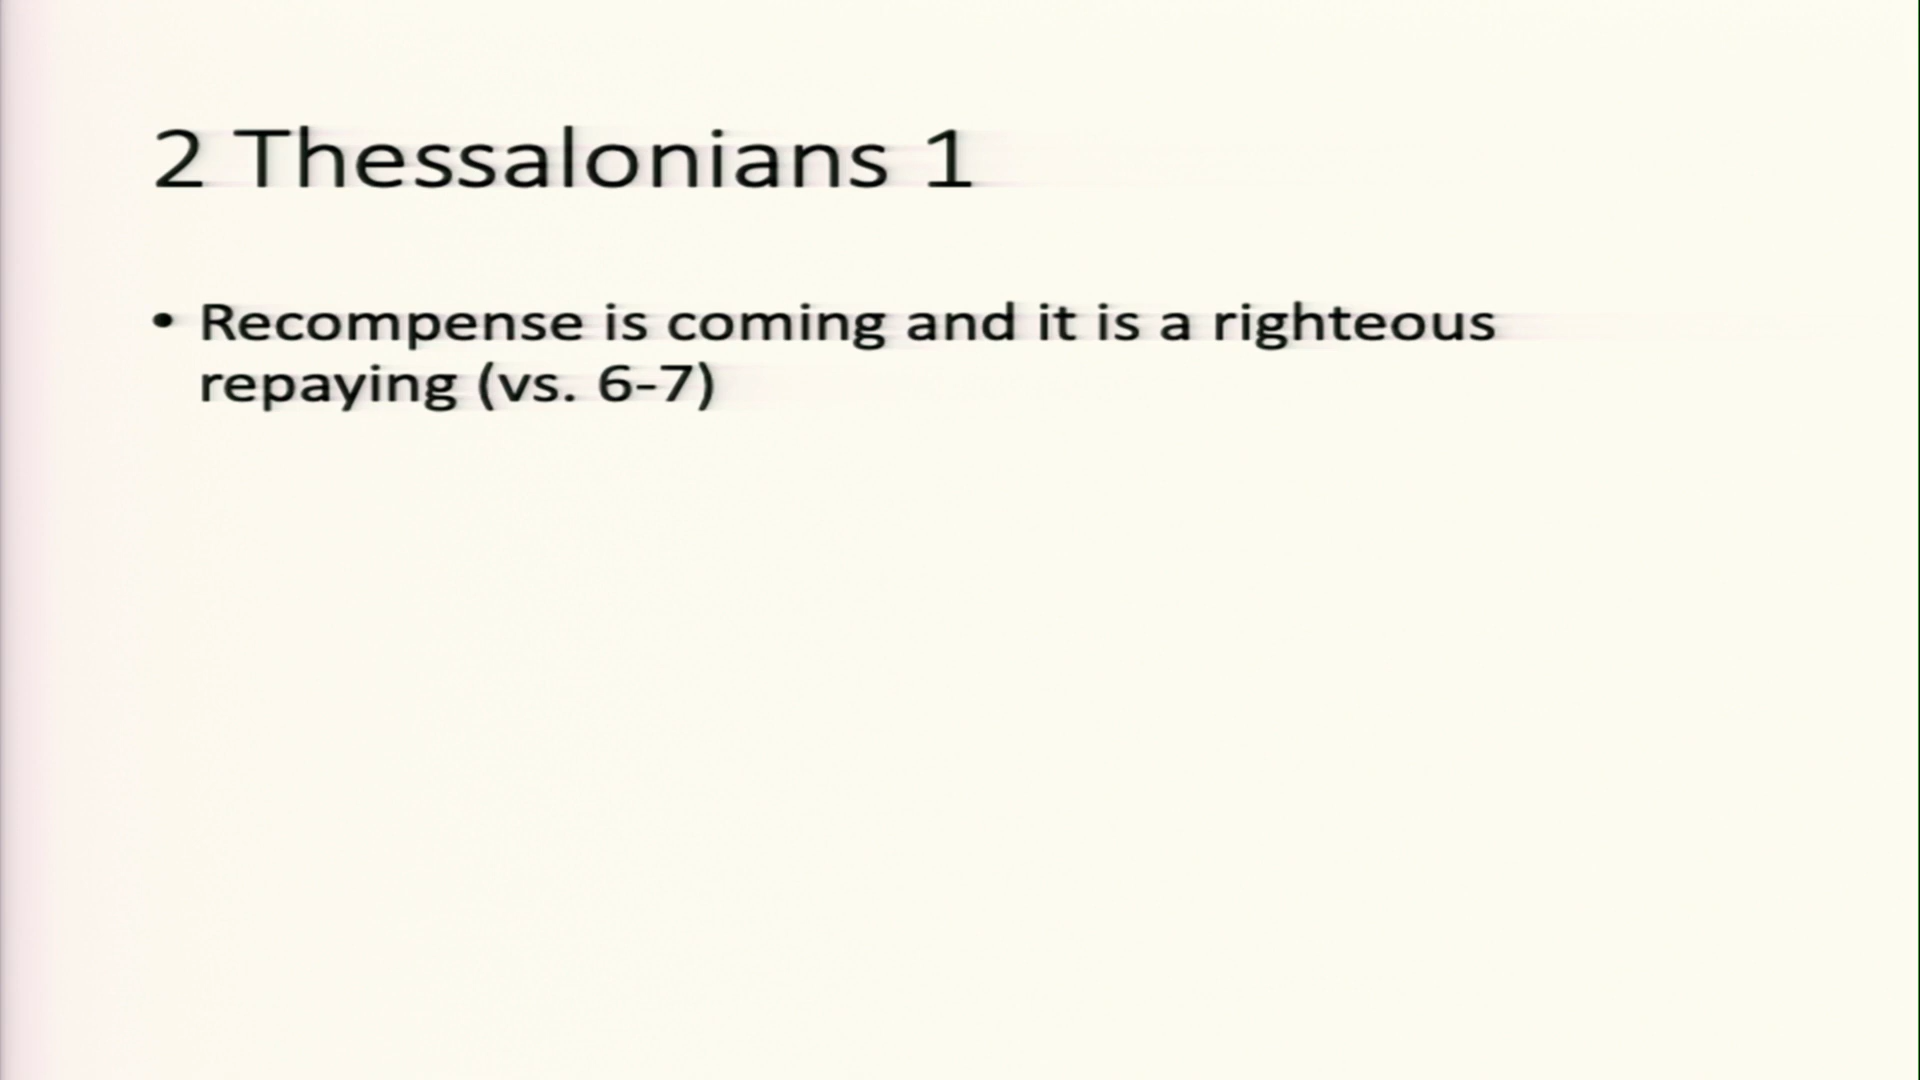 2 Thessalonians 1
• Recompense is coming and it is a righteous
repaying (vs. 6-7)